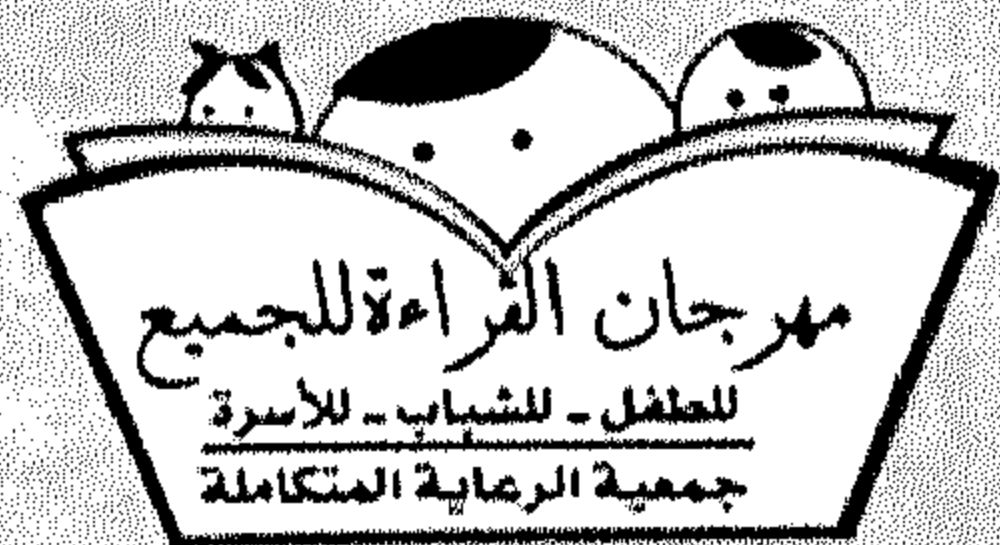 مهرجان القراءة للجميع
للطفل - للشباب - للأسرة
جمعية الرعاية المتكاملة